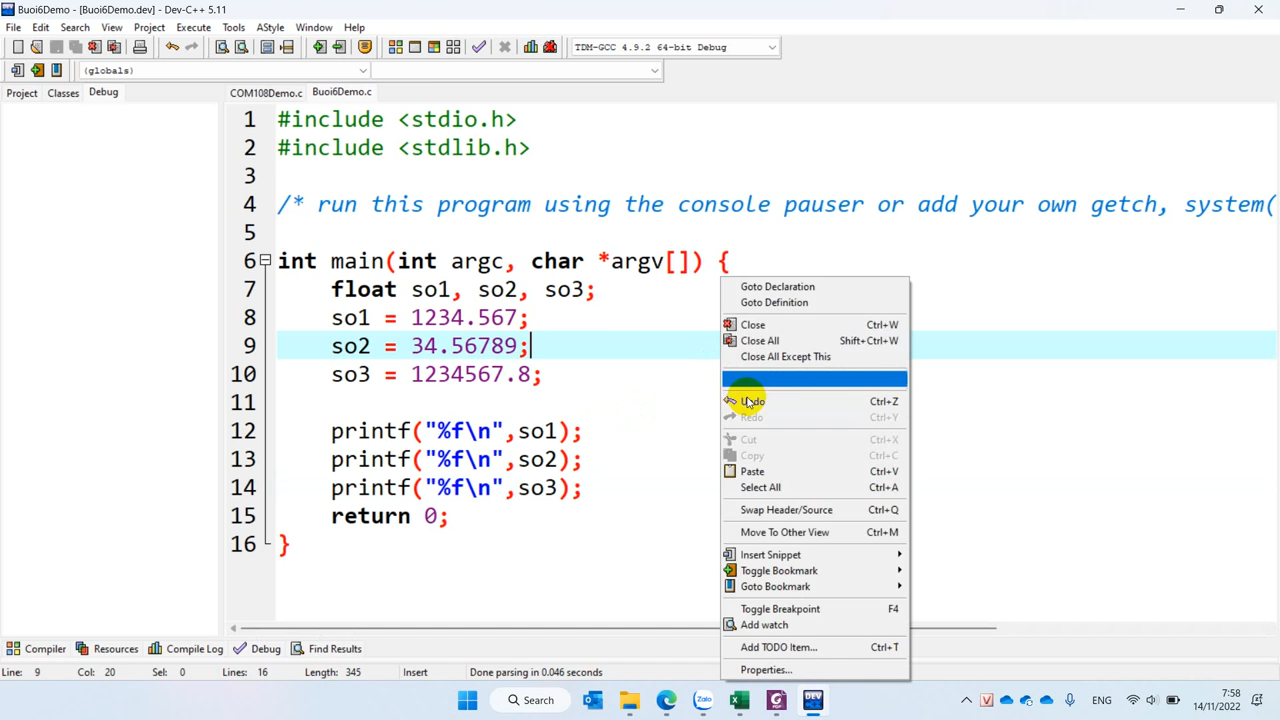 Buoi6Demo - [Buoi6Demo.dev] - Dev-C++ 5.11
File Edit Search View Project Execute Tools AStyle Window Help
TDM-GCC 4.9.2 64-bit Debug
(globals)
Project Classes Debug
COM108Demo.c Buoi6Demo.c
1 #include <stdio.h>
2 #include <stdlib.h>
3
4 /* run this program using the console pauser or add your own getch, system(
5
6 int main(int argc, char *argv[]) {
7 float so1, so2, so3;
8 so1 = 1234.567;
9 so2 = 34.56789;
10 so3 = 1234567.8;
11
12 printf("%f\n",so1);
13 printf("%f\n",so2);
14 printf("%f\n",so3);
15 return 0;
16 }
Goto Declaration
Goto Definition
Close Ctrl+W
Close All Shift+Ctrl+W
Close All Except This
Undo Ctrl+Z
Redo Ctrl+Y
Cut Ctrl+X
Copy Ctrl+C
Paste Ctrl+V
Select All Ctrl+A
Swap Header/Source Ctrl+Q
Move To Other View Ctrl+M
Insert Snippet
Toggle Bookmark
Goto Bookmark
Toggle Breakpoint F4
Add watch
Add TODO Item... Ctrl+T
Properties...
Compiler Resources Compile Log Debug Find Results
Line: 9 Col: 20 Sel: 0 Lines: 16 Length: 345 Insert Done parsing in 0.046 seconds
Search
Zalo
ENG
7:58
14/11/2022